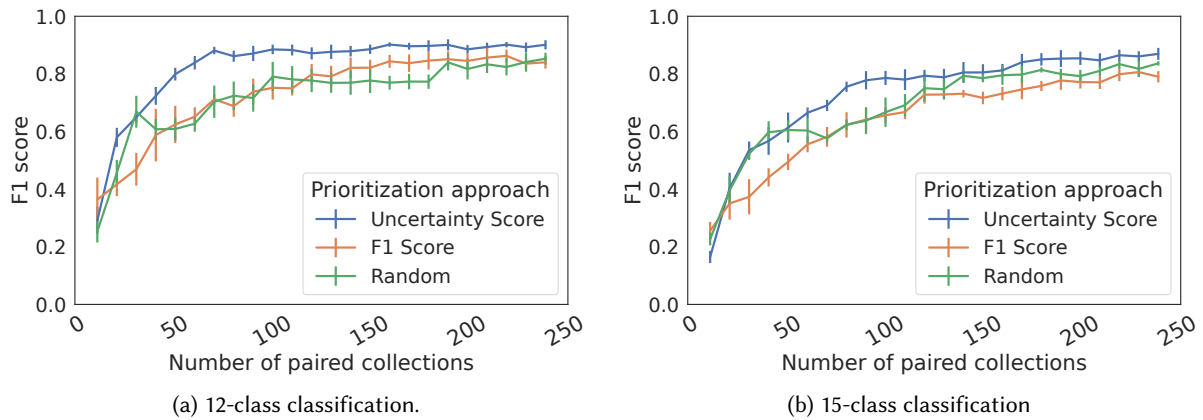 1.0
0.8
0.6
0.4
0.2
0.0
F1 score
0
50
100
150
200
250
Number of paired collections
Prioritization approach
Uncertainty Score
F1 Score
Random
(a) 12-class classification.
1.0
0.8
0.6
0.4
0.2
0.0
F1 score
0
50
100
150
200
250
Number of paired collections
Prioritization approach
Uncertainty Score
F1 Score
Random
(b) 15-class classification